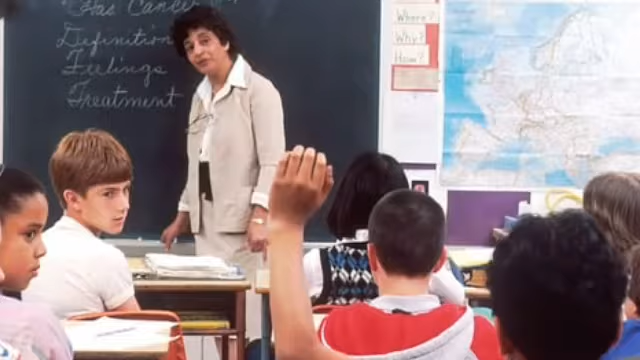 "Has Cancer
Definition
Feelings
Treatment
Where?
Why?
How?